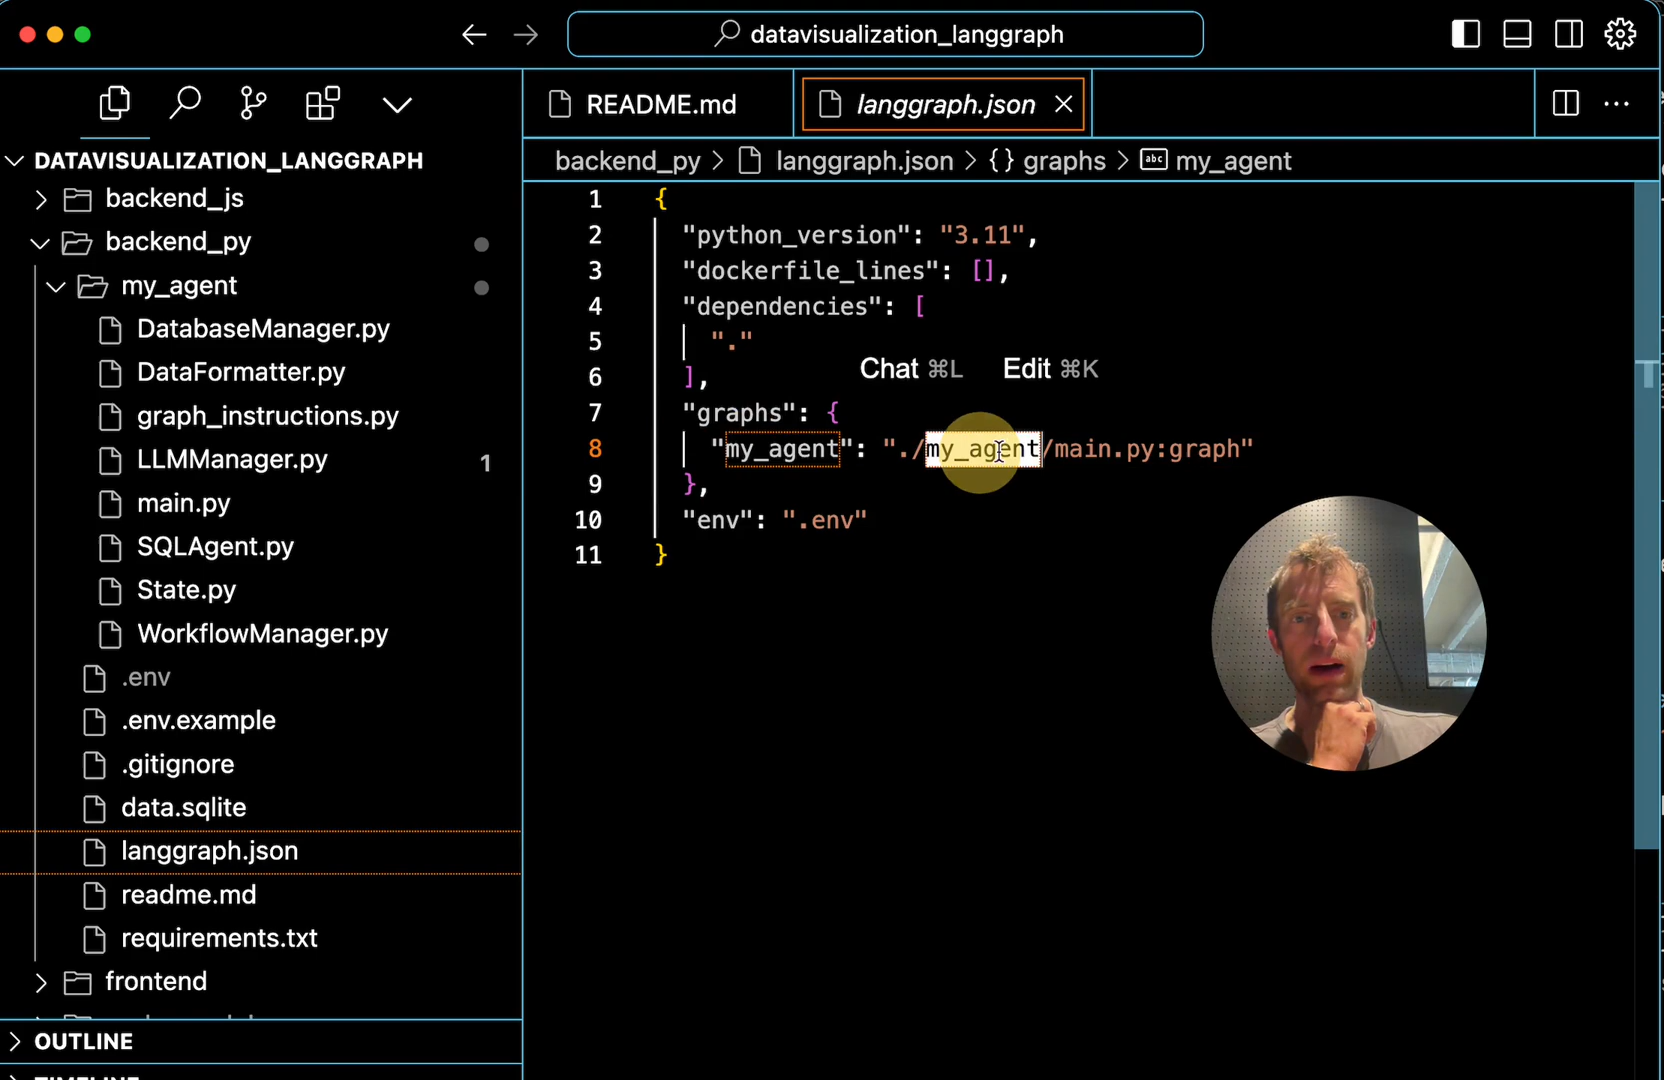 datavisualization_langgraph
README.md
langgraph.json
DATAVISUALIZATION_LANGGRAPH
backend_js
backend_py
my_agent
DatabaseManager.py
DataFormatter.py
graph_instructions.py
LLMManager.py 1
main.py
SQLAgent.py
State.py
WorkflowManager.py
.env
.env.example
.gitignore
data.sqlite
langgraph.json
readme.md
requirements.txt
frontend
OUTLINE
TIMELINE
backend_py > langgraph.json > {} graphs > abc my_agent
1 {
2 "python_version": "3.11",
3 "dockerfile_lines": [],
4 "dependencies": [
5 "."
Chat ⌘L Edit ⌘K
6 ],
7 "graphs": {
8 "my_agent": "./my_agent/main.py:graph"
9 },
10 "env": ".env"
11 }